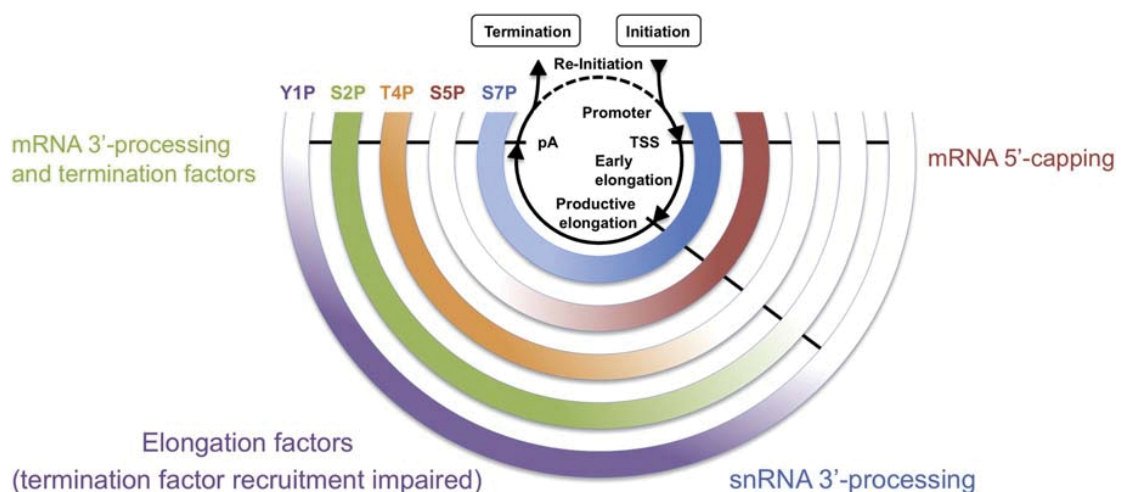 Termination
Initiation
Re-Initiation
Y1P S2P T4P S5P S7P
Promoter
pA
TSS
mRNA 3’-processing
and termination factors
mRNA 5’-capping
Early
elongation
Productive
elongation
Elongation factors
(termination factor recruitment impaired)
snRNA 3’-processing